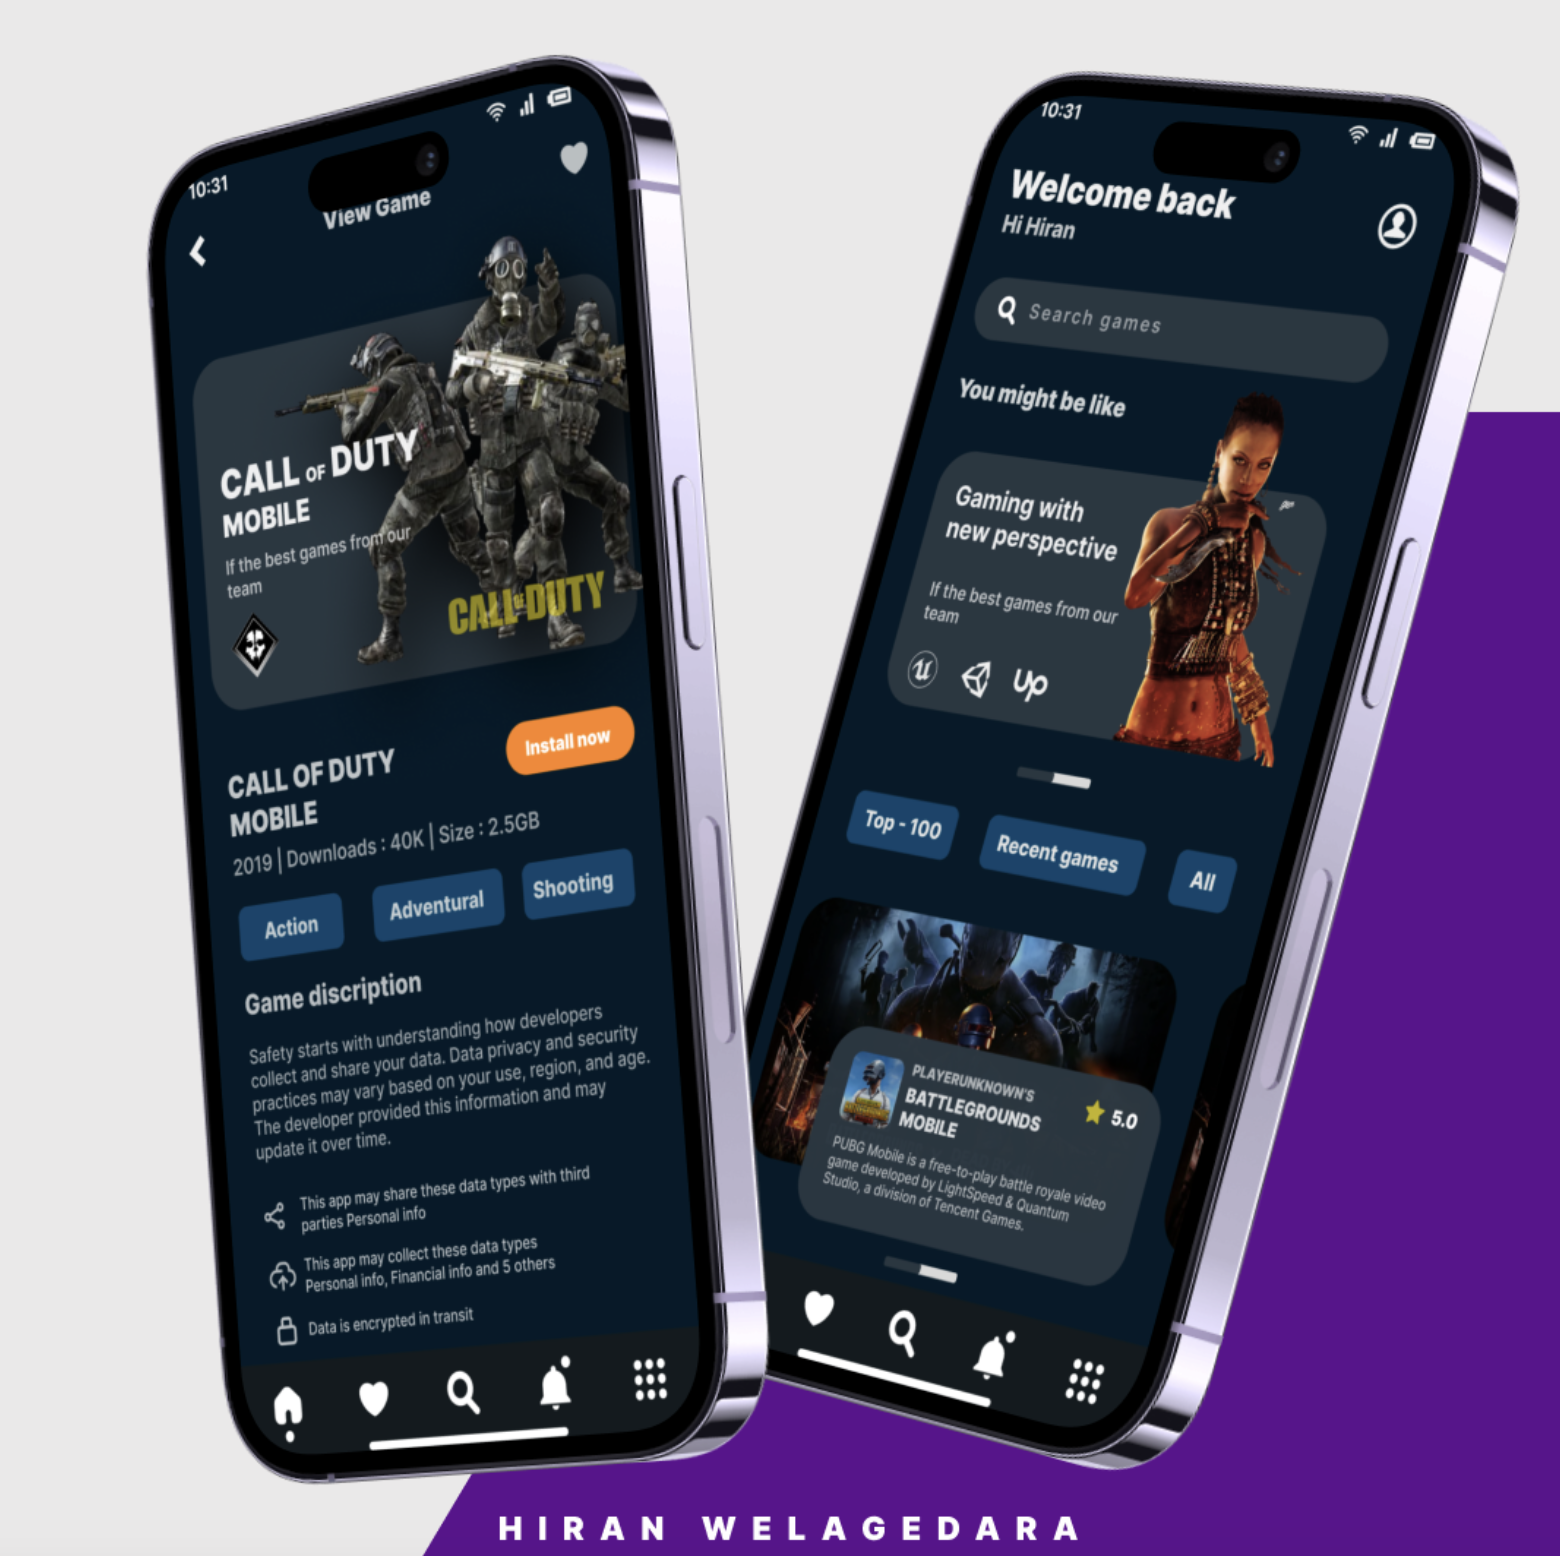 10:31
View Game
CALL OF DUTY
MOBILE
If the best games from our
team
CALL OF DUTY
CALL OF DUTY
MOBILE
Install now
2019 | Downloads : 40K | Size : 2.5GB
Action
Adventural
Shooting
Game discription
Safety starts with understanding how developers
collect and share your data. Data privacy and security
practices may vary based on your use, region, and age.
The developer provided this information and may
update it over time.
This app may share these data types with third
parties Personal info
This app may collect these data types
Personal info, Financial info and 5 others
Data is encrypted in transit
10:31
Welcome back
Hi Hiran
Search games
You might be like
Gaming with
new perspective
If the best games from our
team
up
Top - 100
Recent games
All
PLAYERUNKNOWN'S
BATTLEGROUNDS
MOBILE
5.0
PUBG Mobile is a free-to-play battle royale video
game developed by LightSpeed & Quantum
Studio, a division of Tencent Games.
HIRAN WELAGEDARA